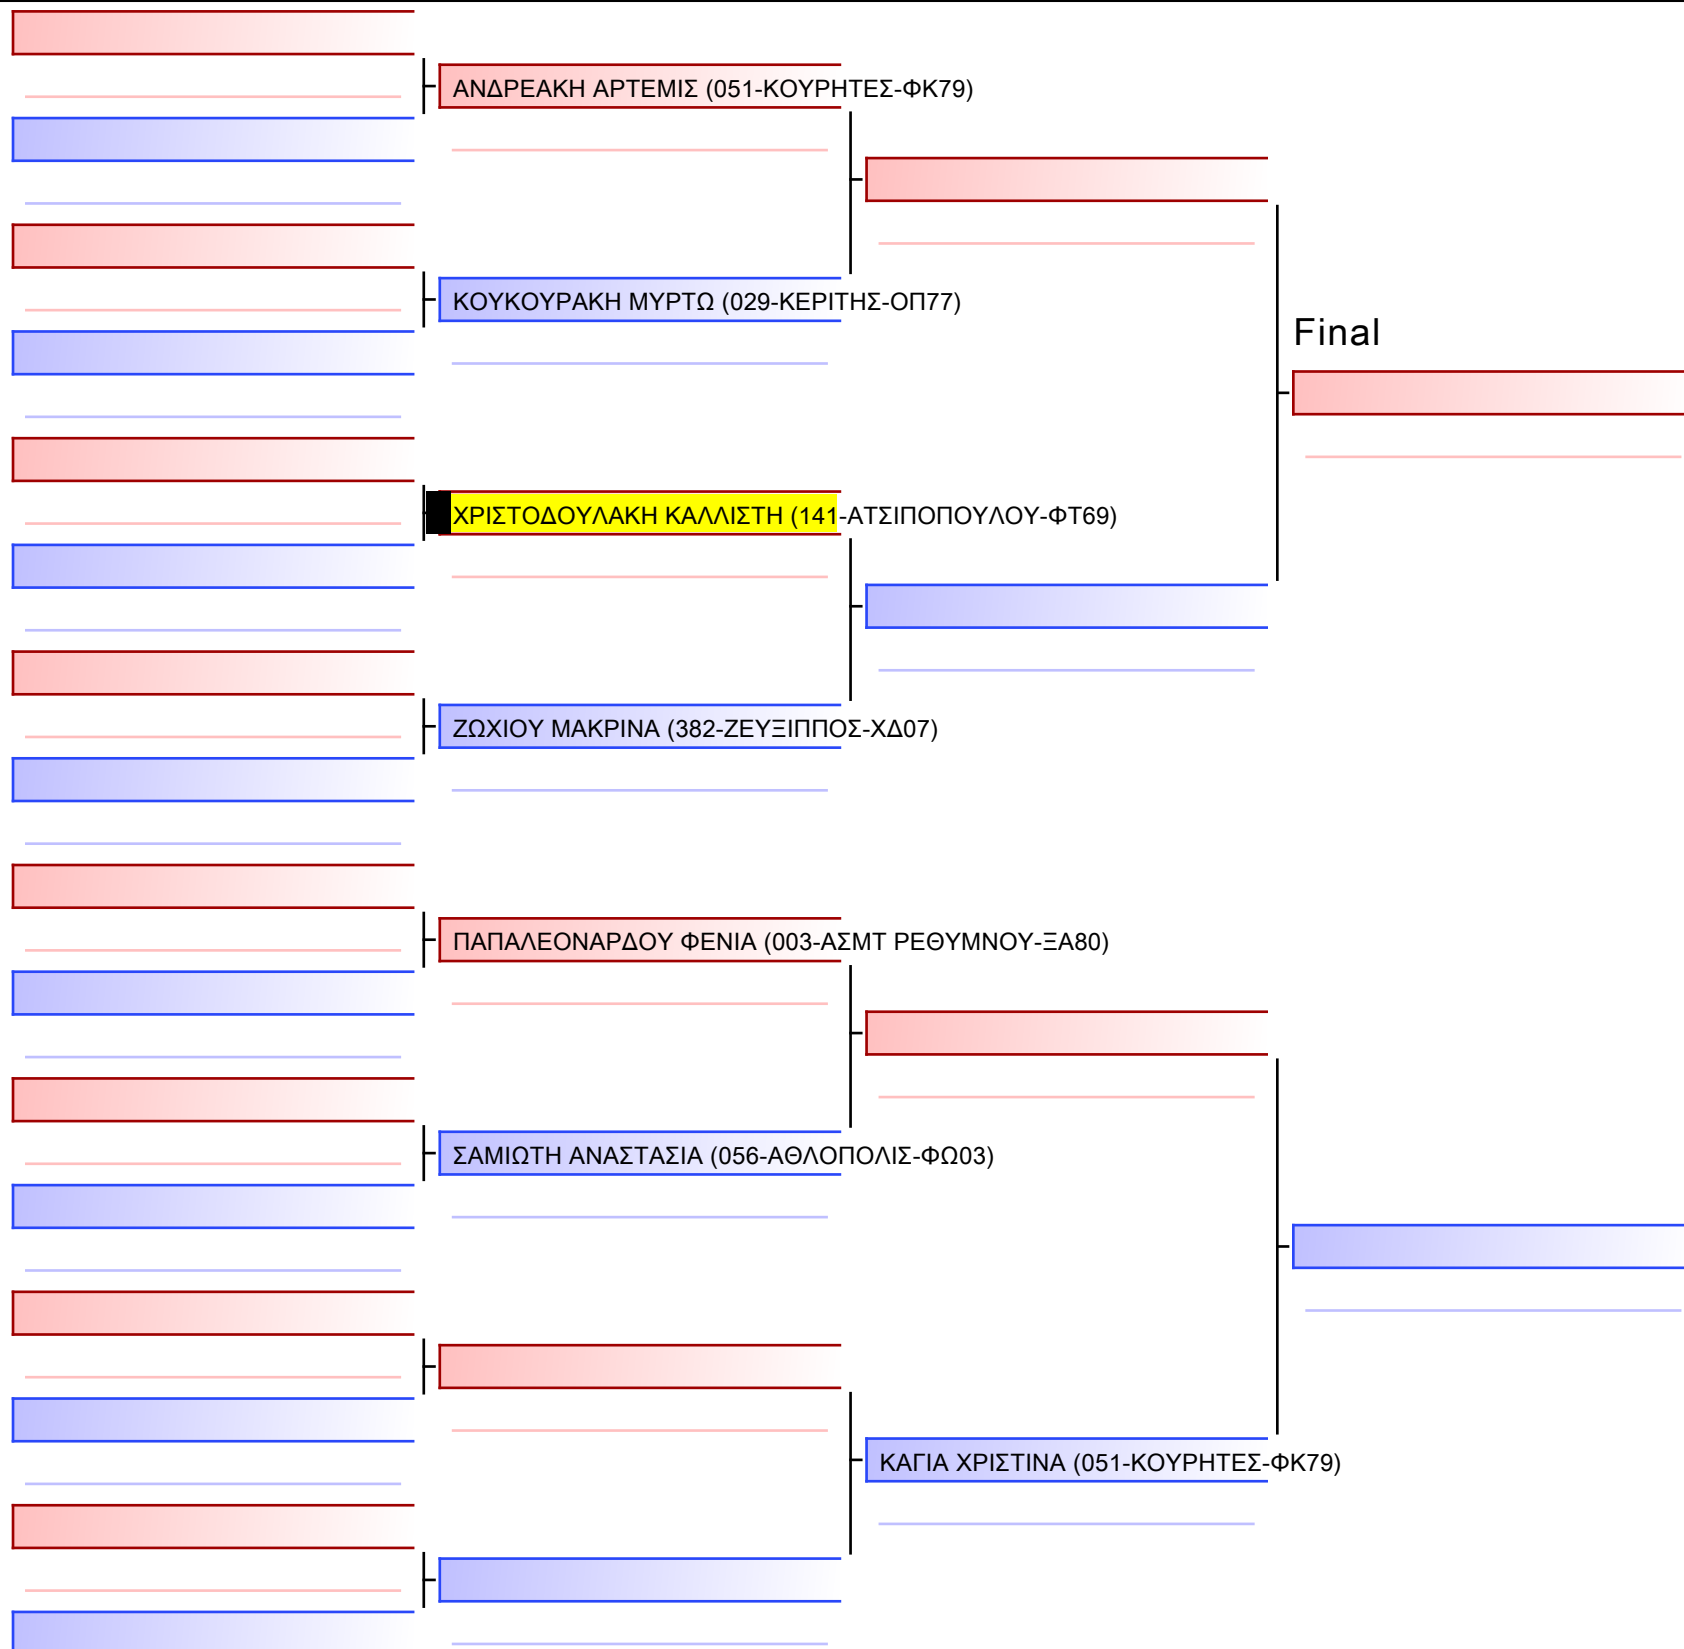 ΑΝΔΡΕΑΚΗ ΑΡΤΕΜΙΣ (051-ΚΟΥΡΗΤΕΣ-ΦΚ79)
ΚΟΥΚΟΥΡΑΚΗ ΜΥΡΤΩ (029-ΚΕΡΙΤΗΣ-ΟΠ77)
Final
ΧΡΙΣΤΟΔΟΥΛΑΚΗ ΚΑΛΛΙΣΤΗ (141-ΑΤΣΙΠΟΠΟΥΛΟΥ-ΦΤ69)
ΖΩΧΙΟΥ ΜΑΚΡΙΝΑ (382-ΖΕΥΞΙΠΠΟΣ-ΧΔ07)
ΠΑΠΑΛΕΟΝΑΡΔΟΥ ΦΕΝΙΑ (003-ΑΣΜΤ ΡΕΘΥΜΝΟΥ-ΞΑ80)
ΣΑΜΙΩΤΗ ΑΝΑΣΤΑΣΙΑ (056-ΑΘΛΟΠΟΛΙΣ-ΦΩ03)
ΚΑΓΙΑ ΧΡΙΣΤΙΝΑ (051-ΚΟΥΡΗΤΕΣ-ΦΚ79)